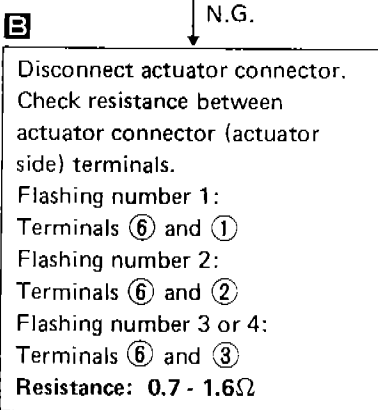 N.G.
B
Disconnect actuator connector.
Check resistance between
actuator connector (actuator
side) terminals.
Flashing number 1:
Terminals ⑥ and ①
Flashing number 2:
Terminals ⑥ and ②
Flashing number 3 or 4:
Terminals ⑥ and ③
Resistance: 0.7 - 1.6Ω